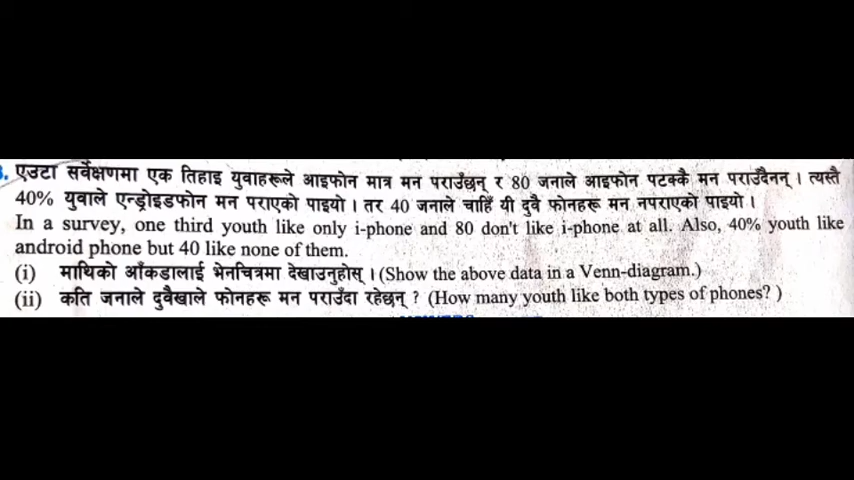 एउटा सर्वेक्षणमा एक तिहाइ युवाहरूले आइफोन मात्र मन पराउँछन् र 80 जनाले आइफोन पटक्कै मन पराउँदैनन् । त्यस्तै
40% युवाले एन्ड्रोइडफोन मन पराएको पाइयो । तर 40 जनाले चाहिँ यी दुवै फोनहरू मन नपराएको पाइयो ।
In a survey, one third youth like only i-phone and 80 don't like i-phone at all. Also, 40% youth like
android phone but 40 like none of them.
(i) माथिको आँकडालाई भेनचित्रमा देखाउनुहोस् । (Show the above data in a Venn-diagram.)
(ii) कति जनाले दुवैखाले फोनहरू मन पराउँदा रहेछन् ? (How many youth like both types of phones? )